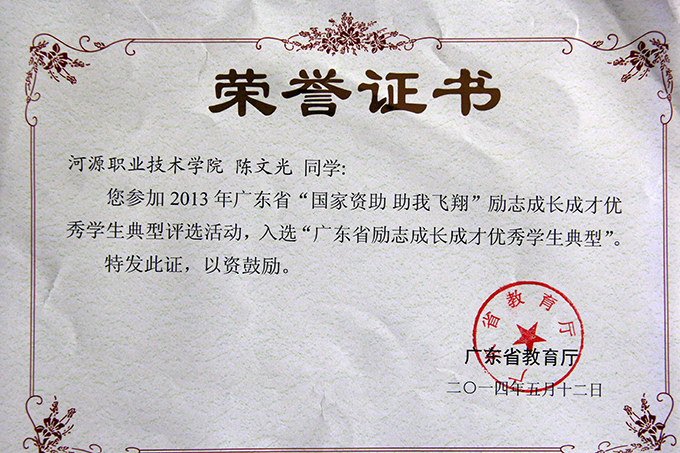 荣誉证书
河源职业技术学院 陈文光 同学:
您参加2013年广东省“国家资助 助我飞翔”励志成长成才优
秀学生典型评选活动,入选“广东省励志成长成才优秀学生典型”。
特发此证,以资鼓励。
广东省教育厅
广东省教育厅
二〇一四年五月十二日